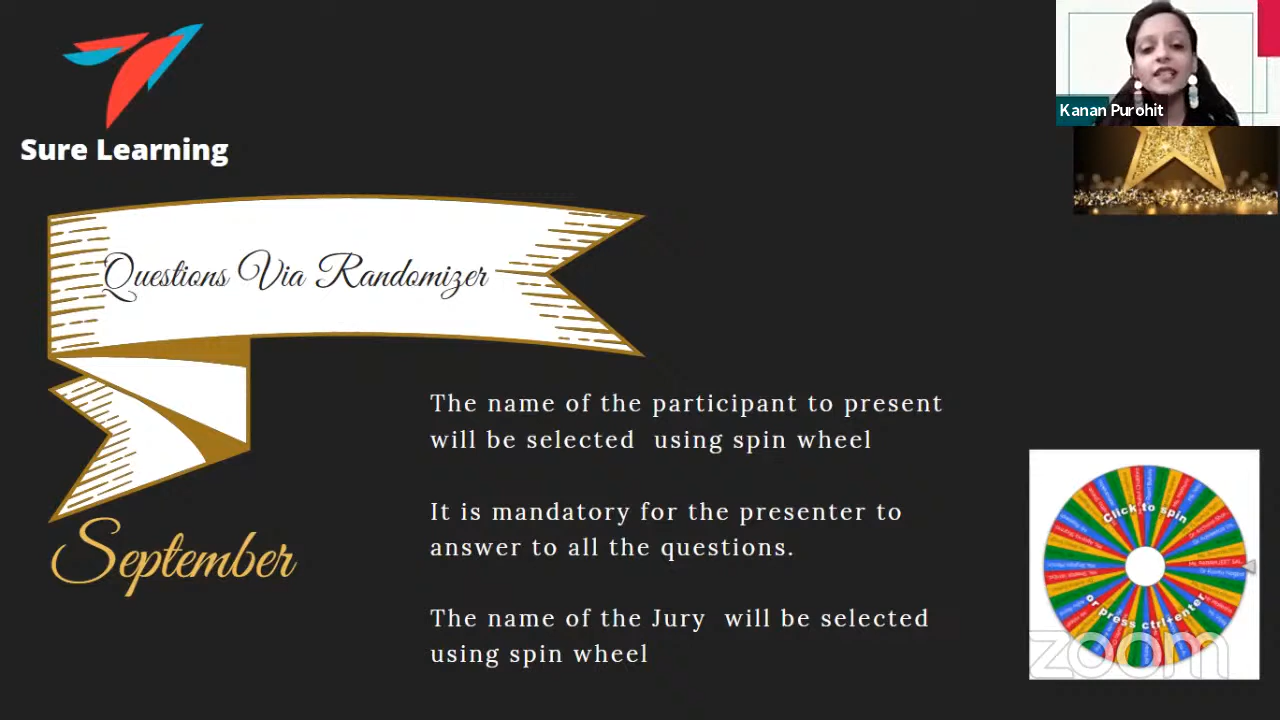 Sure Learning
Kanan Purohit
Questions Via Randomizer
September
The name of the participant to present
will be selected using spin wheel
It is mandatory for the presenter to
answer to all the questions.
The name of the Jury will be selected
using spin wheel
Click to spin
or press ctrl+enter
zoom